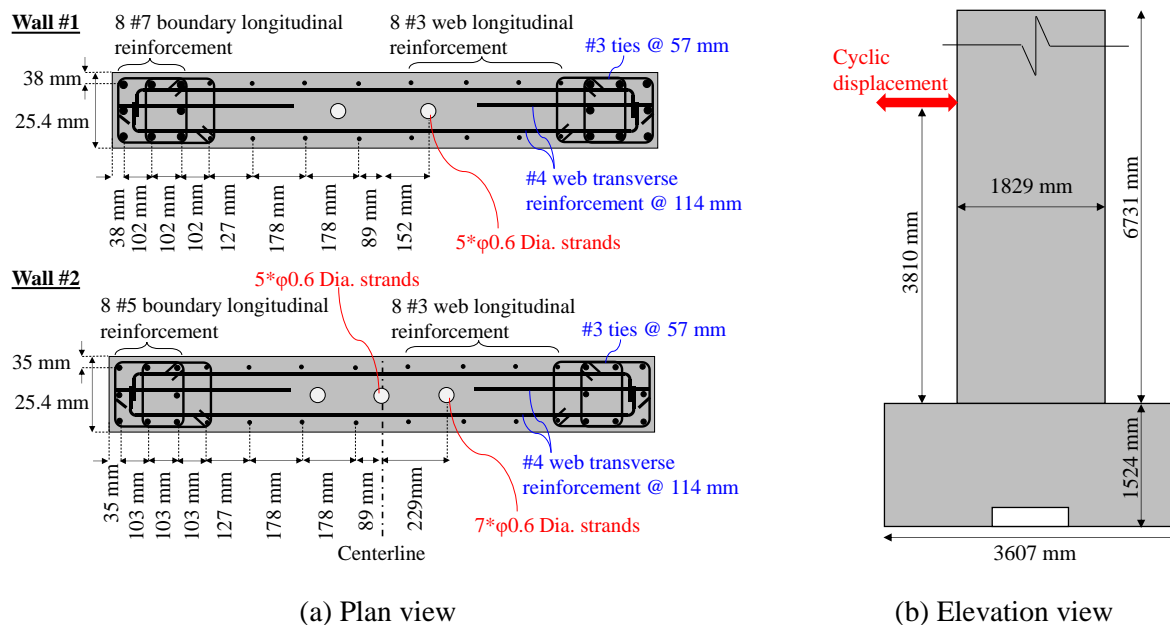 Wall #1
8 #7 boundary longitudinal
reinforcement
8 #3 web longitudinal
reinforcement
#3 ties @ 57 mm
38 mm
25.4 mm
#4 web transverse
reinforcement @ 114 mm
38 mm
102 mm
102 mm
102 mm
127 mm
178 mm
178 mm
89 mm
152 mm
5*φ0.6 Dia. strands
Wall #2
5*φ0.6 Dia. strands
8 #5 boundary longitudinal
reinforcement
8 #3 web longitudinal
reinforcement
#3 ties @ 57 mm
35 mm
25.4 mm
#4 web transverse
reinforcement @ 114 mm
35 mm
103 mm
103 mm
103 mm
127 mm
178 mm
178 mm
89 mm
229mm
7*φ0.6 Dia. strands
Centerline
(a) Plan view
Cyclic
displacement
1829 mm
6731 mm
3810 mm
1524 mm
3607 mm
(b) Elevation view